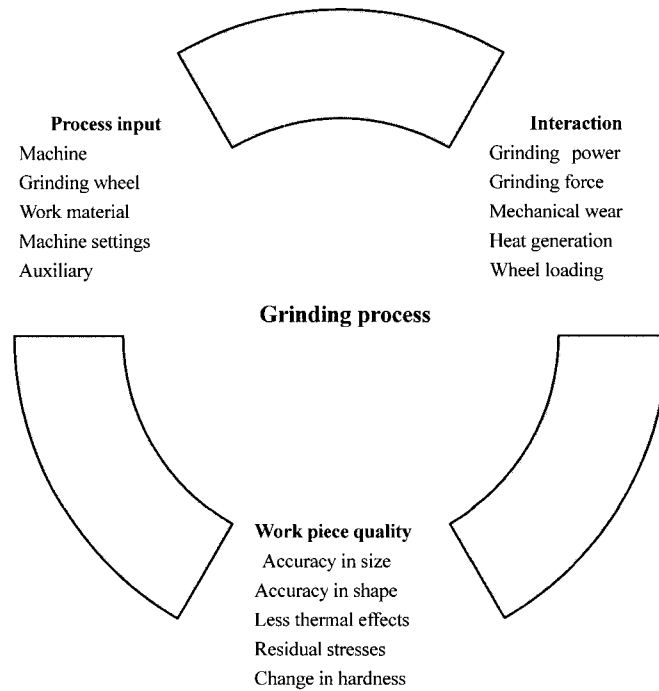 Process input
Machine
Grinding wheel
Work material
Machine settings
Auxiliary
Interaction
Grinding power
Grinding force
Mechanical wear
Heat generation
Wheel loading
Grinding process
Work piece quality
Accuracy in size
Accuracy in shape
Less thermal effects
Residual stresses
Change in hardness